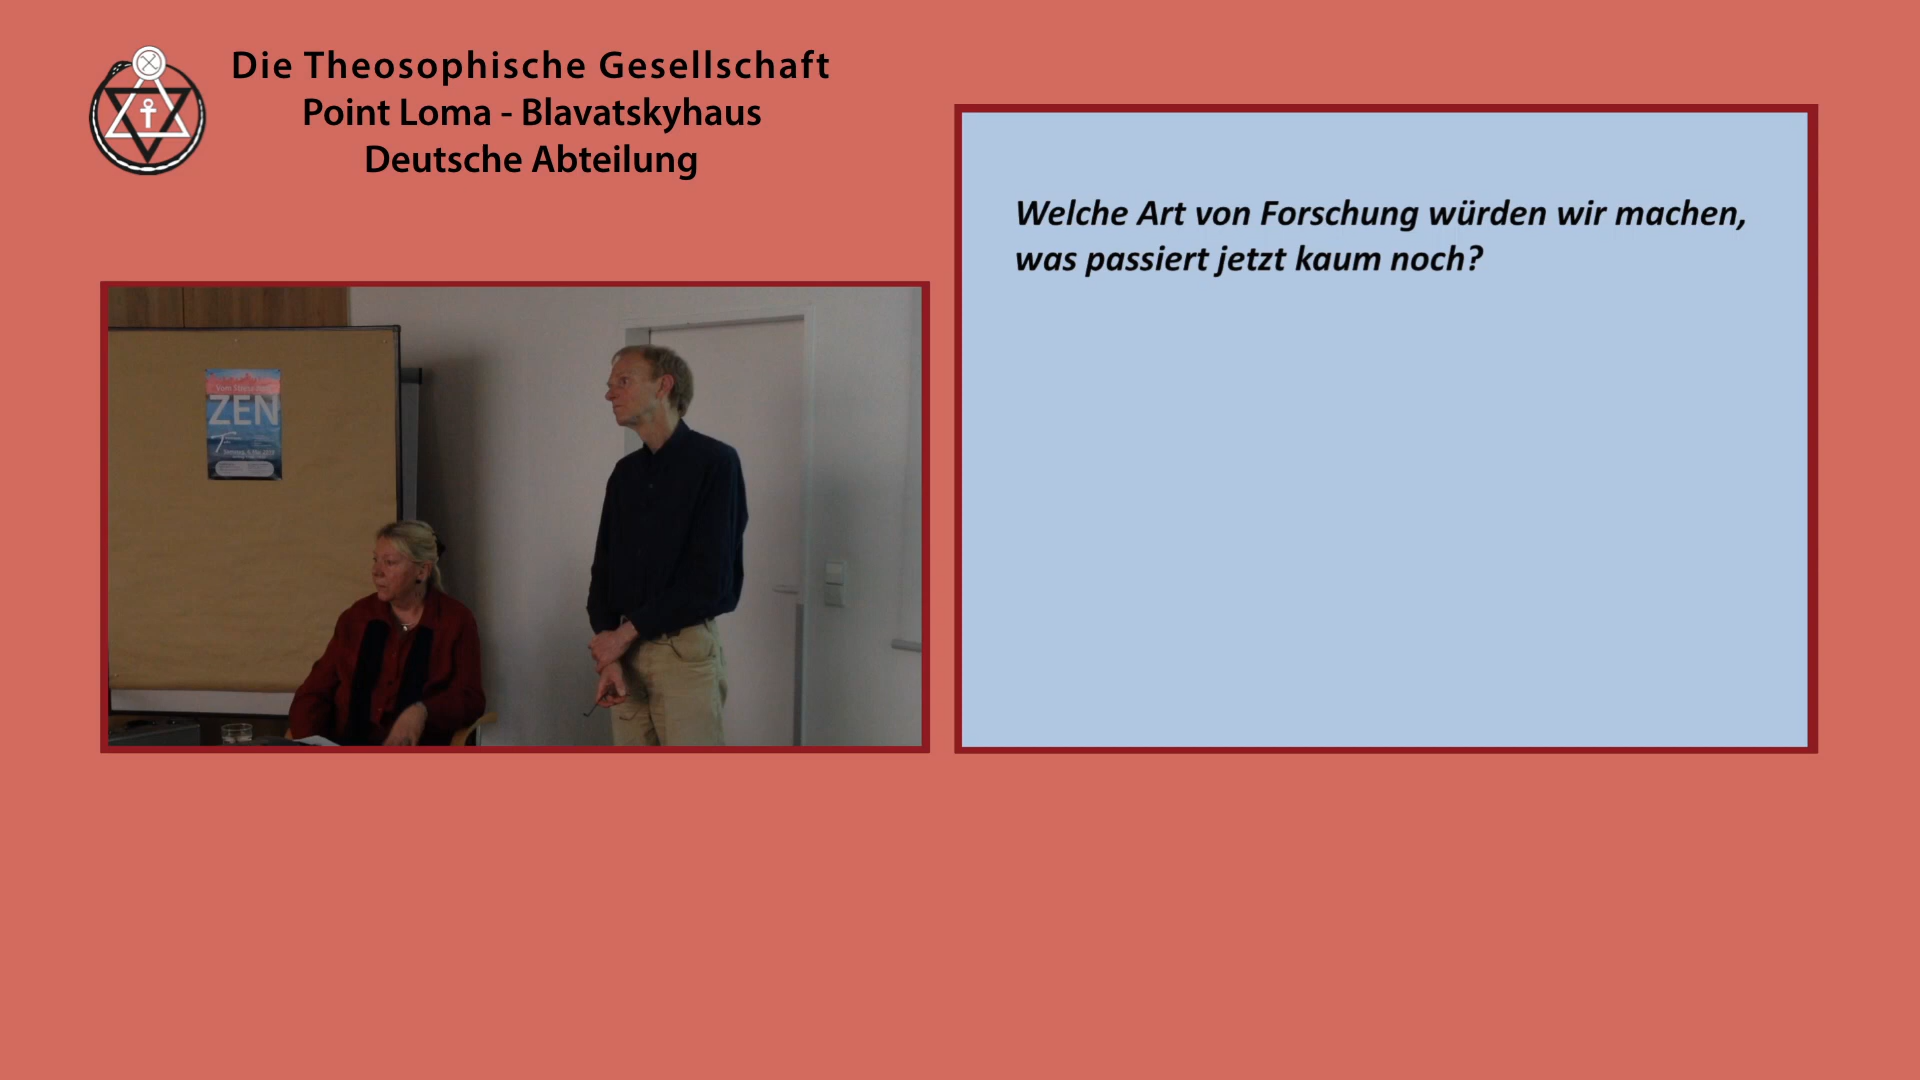 Die Theosophische Gesellschaft
Point Loma - Blavatskyhaus
Deutsche Abteilung
Welche Art von Forschung würden wir machen,
was passiert jetzt kaum noch?
ZEN